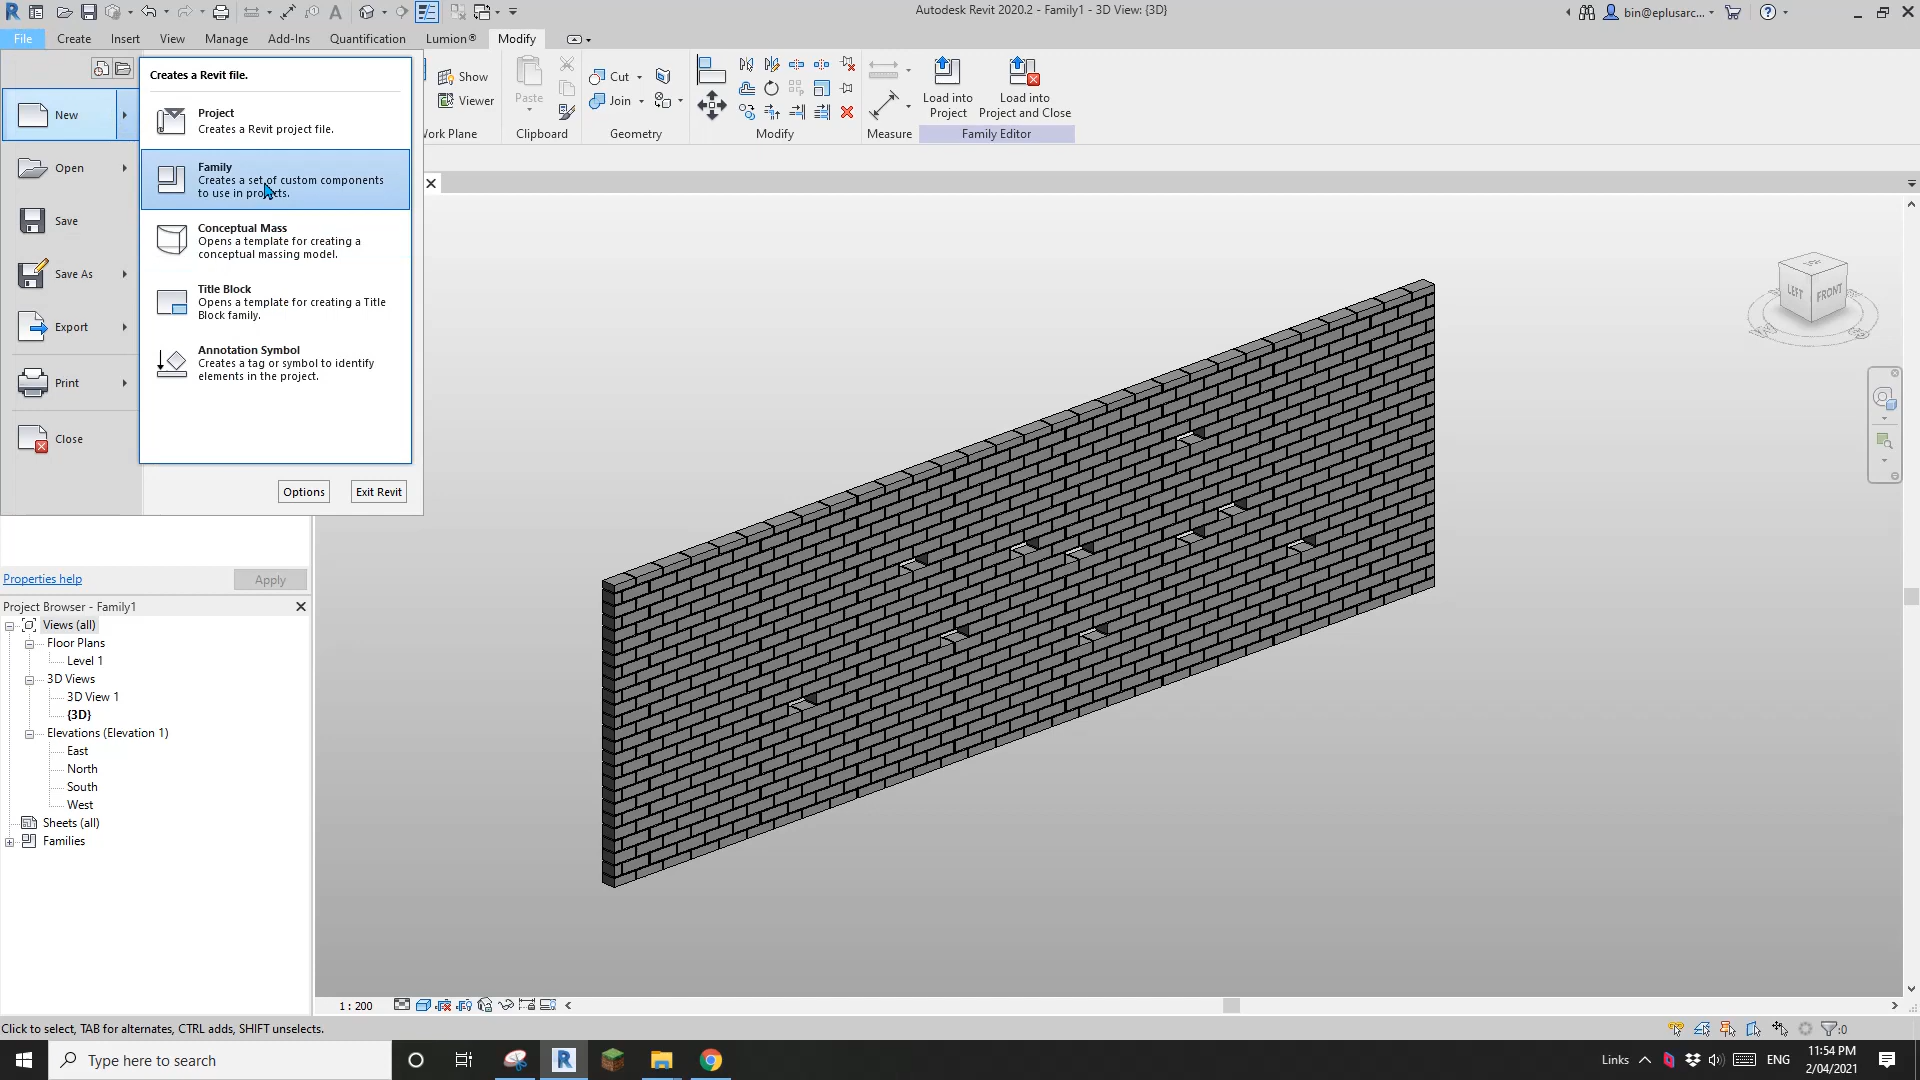 Autodesk Revit 2020.2 - Family1 - 3D View: {3D}
bin@eplusarc...
File Create Insert View Manage Add-Ins Quantification Lumion® Modify
Creates a Revit file.
New
Project
Creates a Revit project file.
Open
Family
Creates a set of custom components
to use in projects.
Save
Conceptual Mass
Opens a template for creating a
conceptual massing model.
Save As
Title Block
Opens a template for creating a Title
Block family.
Export
Annotation Symbol
Creates a tag or symbol to identify
elements in the project.
Print
Close
Options Exit Revit
Show
Viewer
Work Plane
Paste
Clipboard
Cut
Join
Geometry
Modify
Measure
Load into
Project
Load into
Project and Close
Family Editor
TOP
LEFT
FRONT
Properties help Apply
Project Browser - Family1
Views (all)
Floor Plans
Level 1
3D Views
3D View 1
{3D}
Elevations (Elevation 1)
East
North
South
West
Sheets (all)
Families
1 : 200
Click to select, TAB for alternates, CTRL adds, SHIFT unselects.
:0
Type here to search
Links
ENG
11:54 PM
2/04/2021